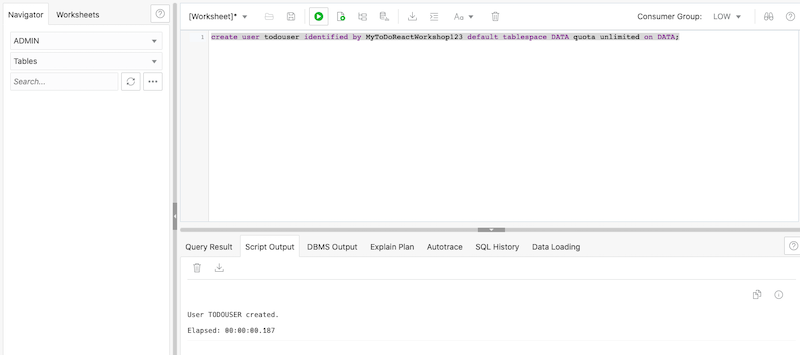 Navigator Worksheets
[Worksheet]* Aa Consumer Group: LOW
ADMIN
Tables
Search...
1 create user todouser identified by MyToDoReactWorkshop123 default tablespace DATA quota unlimited on DATA;
Query Result Script Output DBMS Output Explain Plan Autotrace SQL History Data Loading
User TODOUSER created.
Elapsed: 00:00:00.187